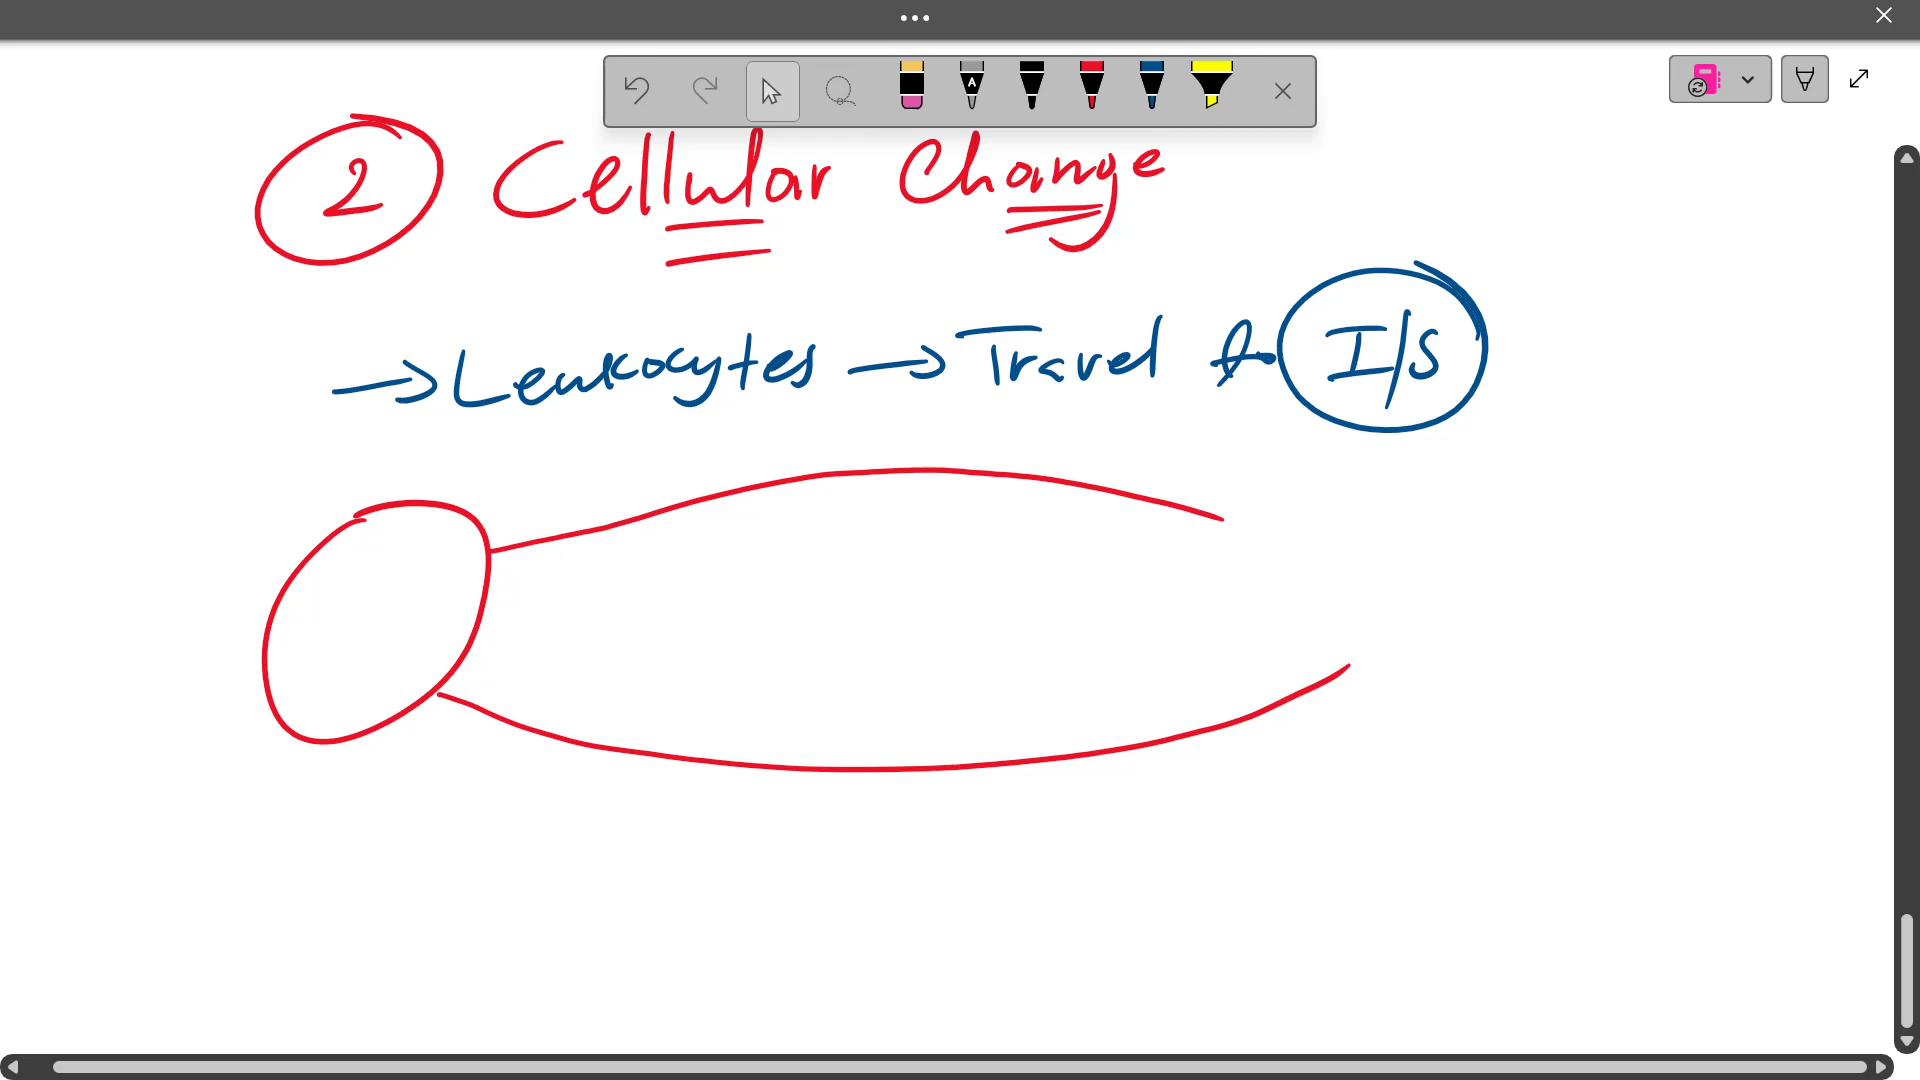 2 Cellular Change
→ Leukocytes → Travel to I/S